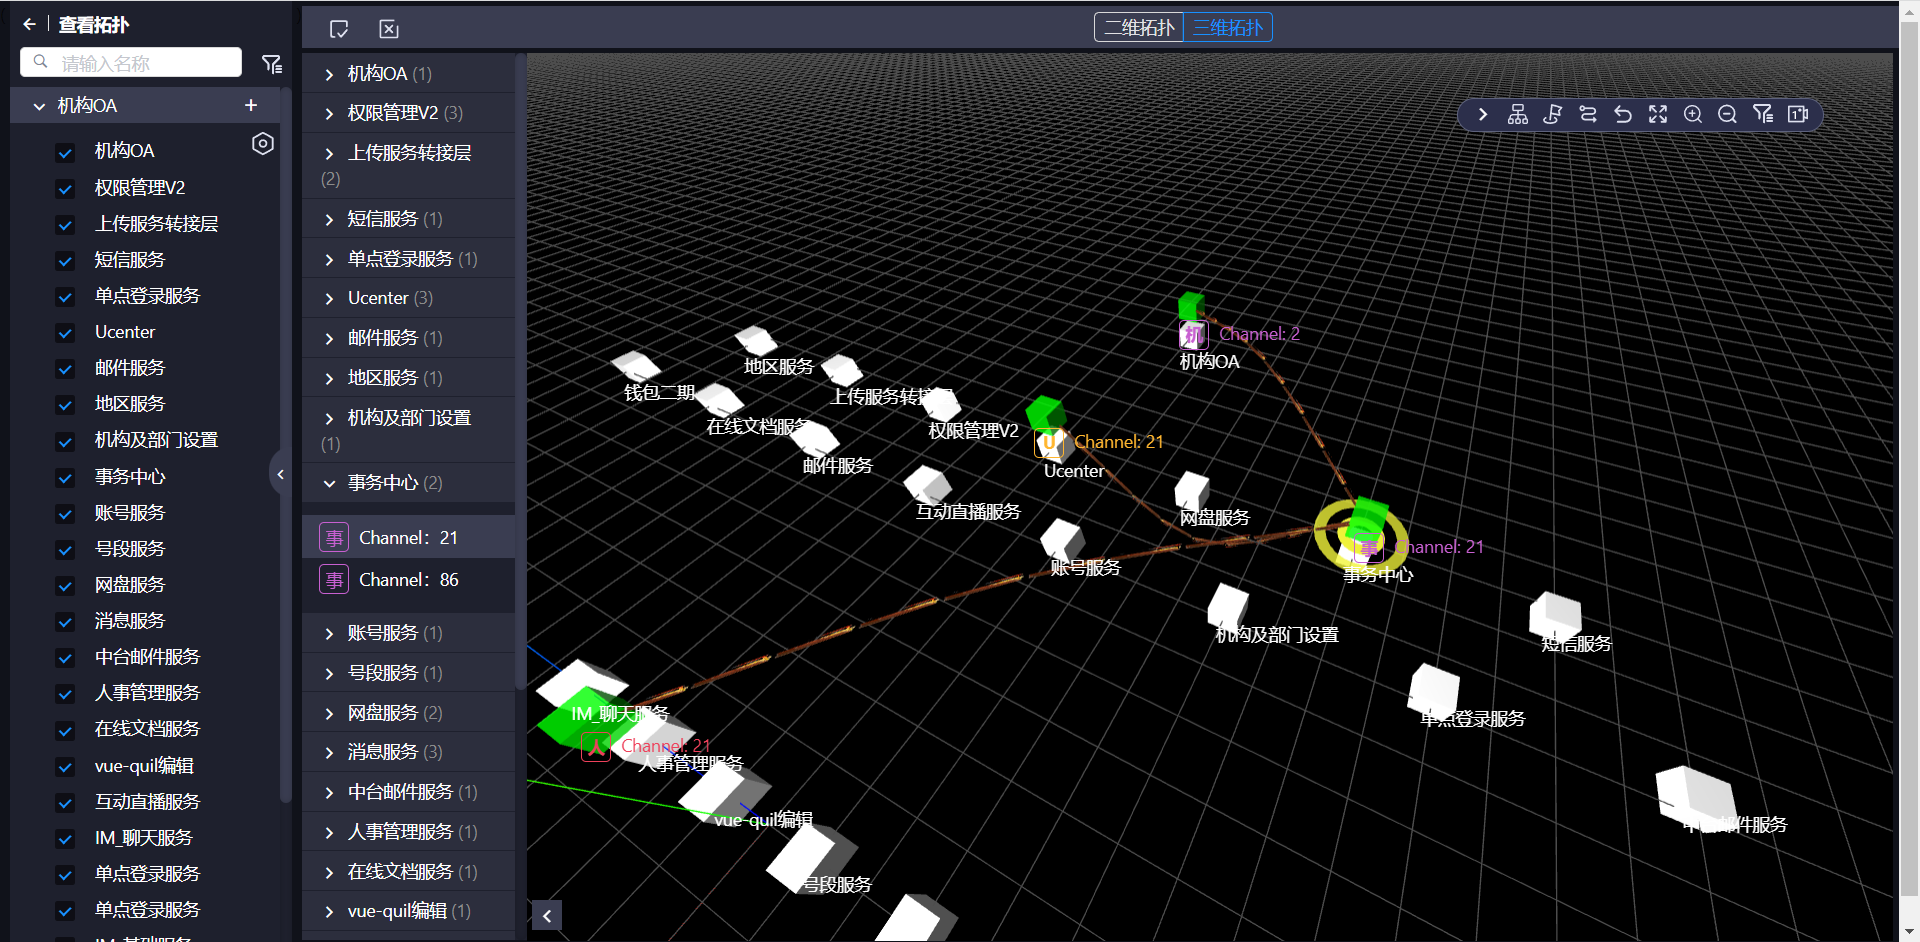 查看拓扑
请输入名称
机构OA
机构OA
权限管理V2
上传服务转接层
短信服务
单点登录服务
Ucenter
邮件服务
地区服务
机构及部门设置
事务中心
账号服务
号段服务
网盘服务
消息服务
中台邮件服务
人事管理服务
在线文档服务
vue-quil编辑
互动直播服务
IM_聊天服务
单点登录服务
单点登录服务
二维拓扑
三维拓扑
机构OA (1)
权限管理V2 (3)
上传服务转接层
(2)
短信服务 (1)
单点登录服务 (1)
Ucenter (3)
邮件服务 (1)
地区服务 (1)
机构及部门设置
(1)
事务中心 (2)
事 Channel：21
事 Channel：86
账号服务 (1)
号段服务 (1)
网盘服务 (2)
消息服务 (3)
中台邮件服务 (1)
人事管理服务 (1)
在线文档服务 (1)
vue-quil编辑 (1)
机 Channel: 2
机构OA
地区服务
钱包二期
上传服务转接
在线文档服务
权限管理V2
U Channel: 21
邮件服务
Ucenter
互动直播服务
网盘服务
事 Channel: 21
账号服务
事务中心
机构及部门设置
短信服务
IM_聊天服务
单点登录服务
人 Channel: 21
人事管理服务
vue-quil编辑
邮件服务
号段服务